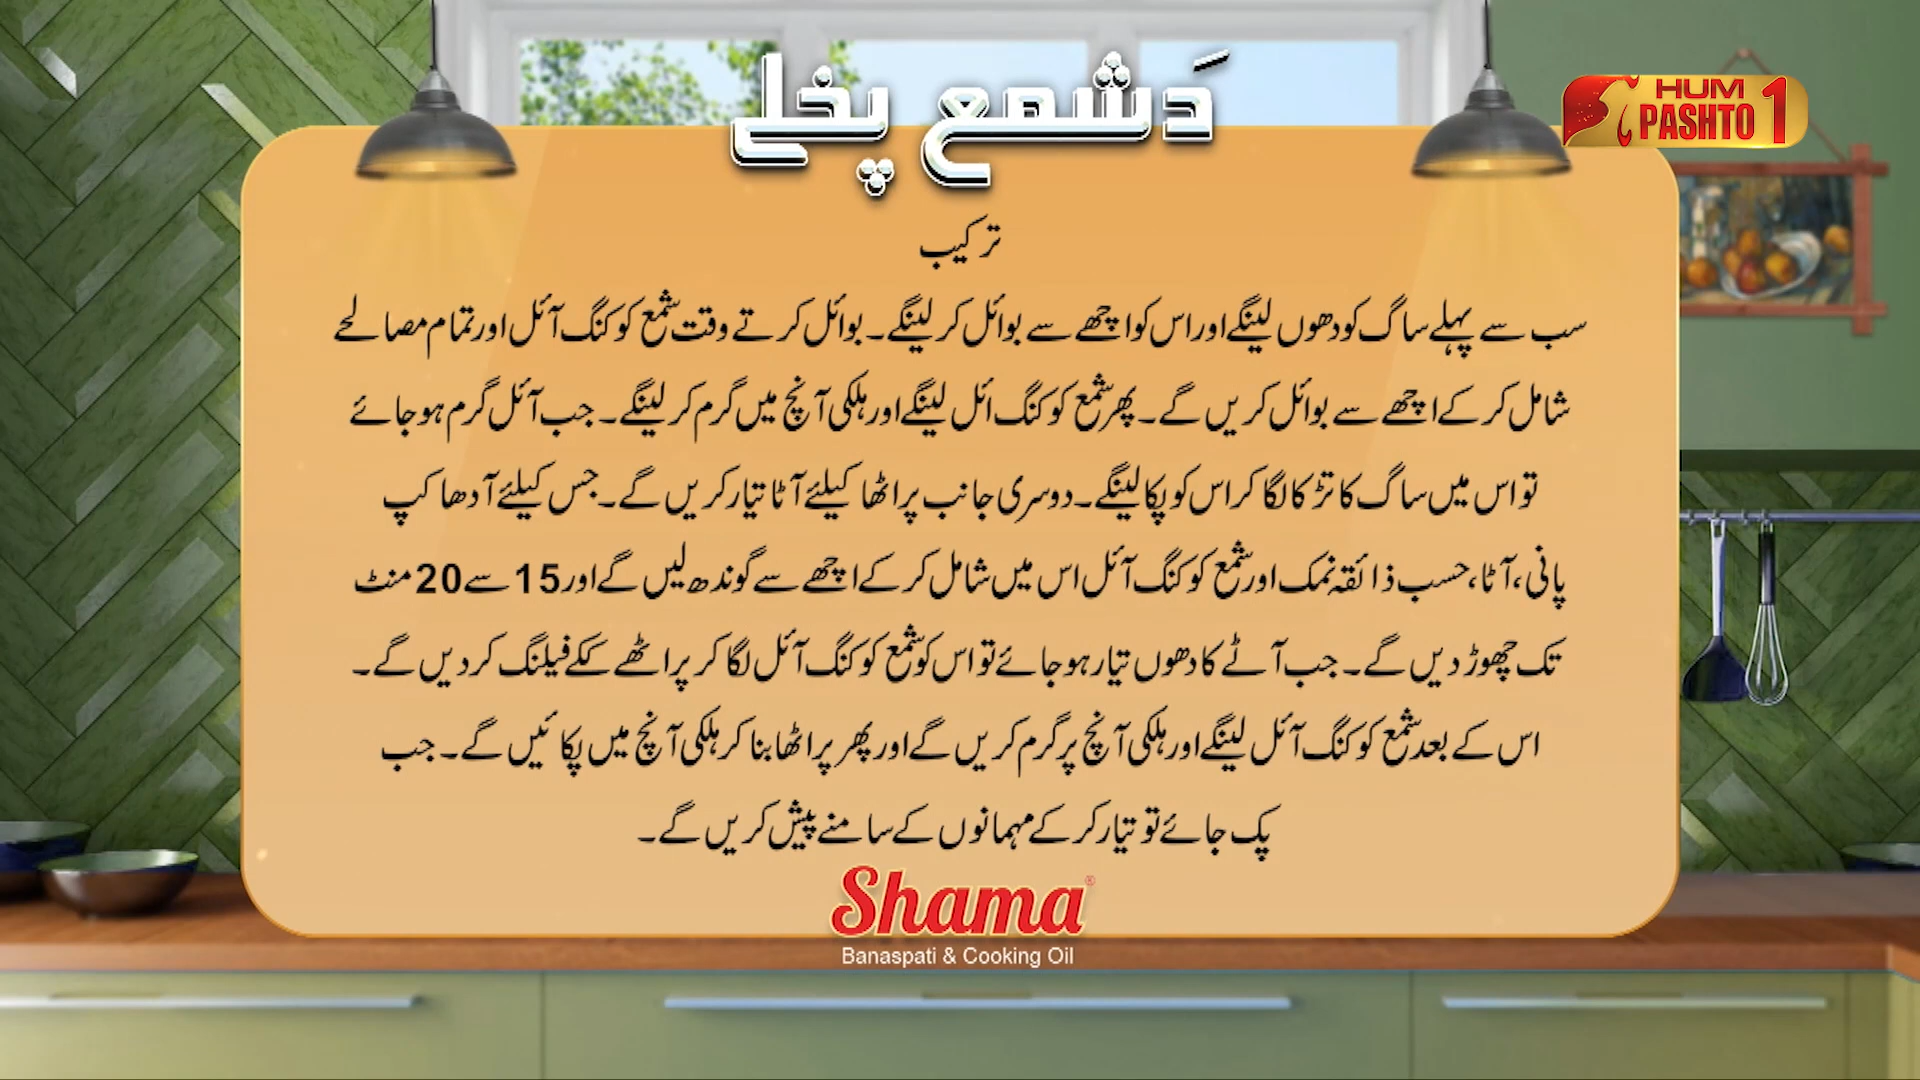 دَشمع پخلے
HUM
PASHTO 1
ترکیب
سب سے پہلے ساگ کو دھوں لینگے اور اس کو اچھے سے بوائل کر لینگے۔ بوائل کرتے وقت شمع کوکنگ آئل اور تمام مصالحے
شامل کر کے اچھے سے بوائل کریں گے۔ پھر شمع کوکنگ ائل لینگے اور ہلکی آنچ میں گرم کر لینگے۔ جب آئل گرم ہو جائے
تو اس میں ساگ کا تڑکا لگا کر اس کو پکا لینگے۔ دوسری جانب پراٹھا کیلئے آٹا تیار کریں گے۔ جس کیلئے آدھا کپ
پانی، آٹا، حسب ذائقہ نمک اور شمع کوکنگ آئل اس میں شامل کر کے اچھے سے گوندھ لیں گے اور 15 سے 20 منٹ
تک چھوڑ دیں گے۔ جب آٹے کا دھوں تیار ہو جائے تو اس کو شمع کوکنگ آئل لگا کر پراٹھے ککے فیلنگ کر دیں گے۔
اس کے بعد شمع کوکنگ آئل لینگے اور ہلکی آنچ پر گرم کریں گے اور پھر پراٹھا بنا کر ہلکی آنچ میں پکائیں گے۔ جب
پک جائے تو تیار کر کے مہمانوں کے سامنے پیش کریں گے۔
Shama®
Banaspati & Cooking Oil